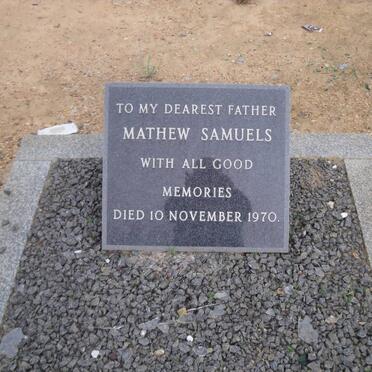 TO MY DEAREST FATHER
MATHEW SAMUELS
WITH ALL GOOD
MEMORIES
DIED 10 NOVEMBER 1970.